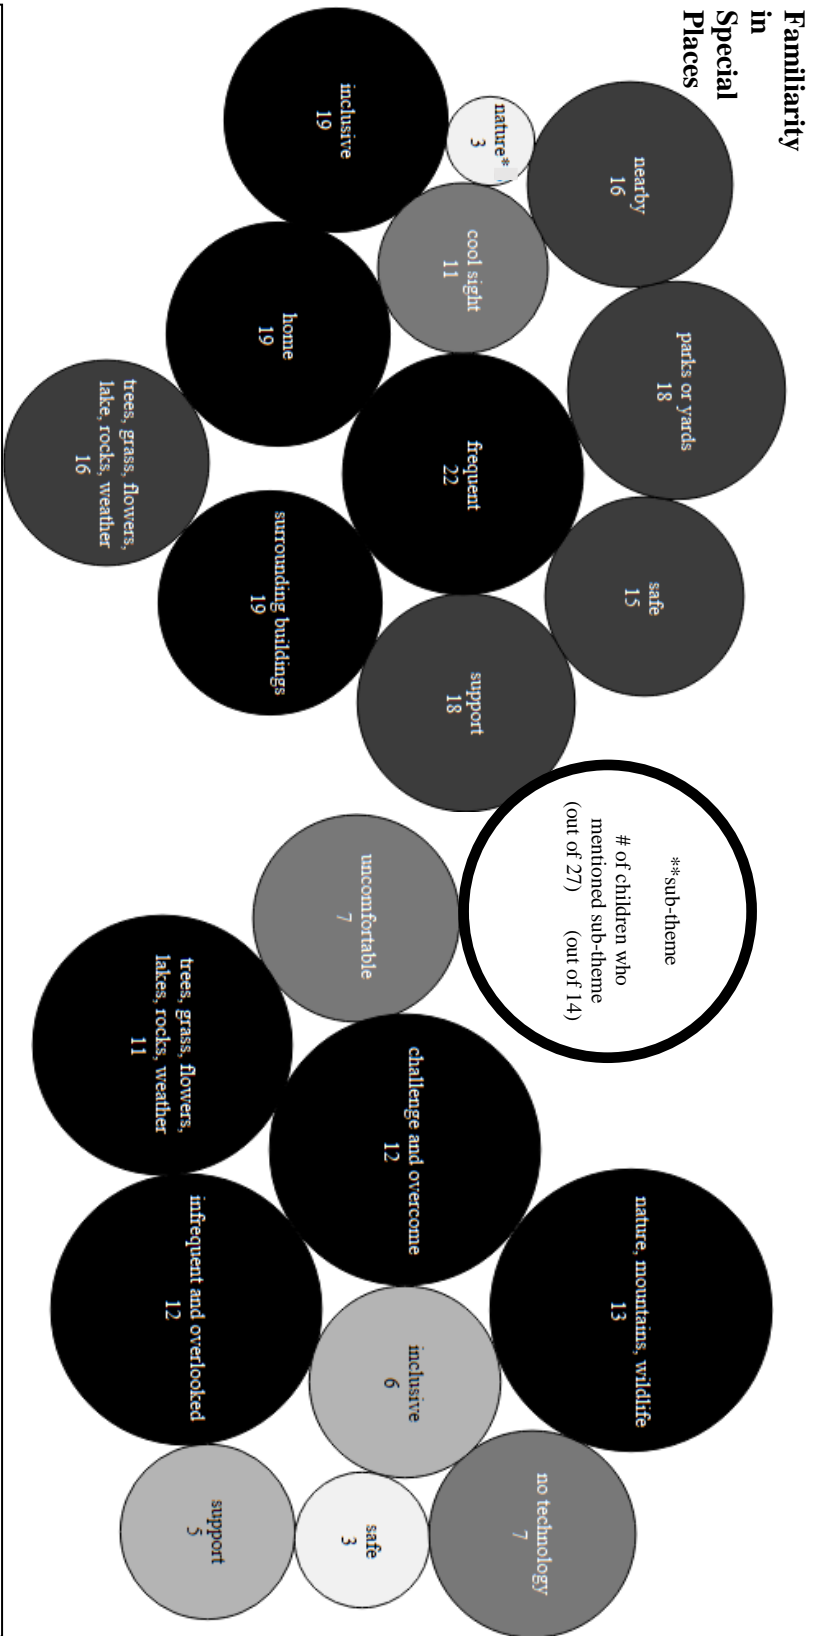 Familiarity
in
Special
Places
nearby
16
parks or yards
18
safe
15
nature*
3
cool sight
11
frequent
22
support
18
inclusive
19
home
19
surrounding buildings
19
trees, grass, flowers,
lake, rocks, weather
16
**sub-theme
# of children who
mentioned sub-theme
(out of 27) (out of 14)
uncomfortable
7
trees, grass, flowers,
lakes, rocks, weather
11
challenge and overcome
12
nature, mountains, wildlife
13
infrequent and overlooked
12
inclusive
6
no technology
7
safe
3
support
5